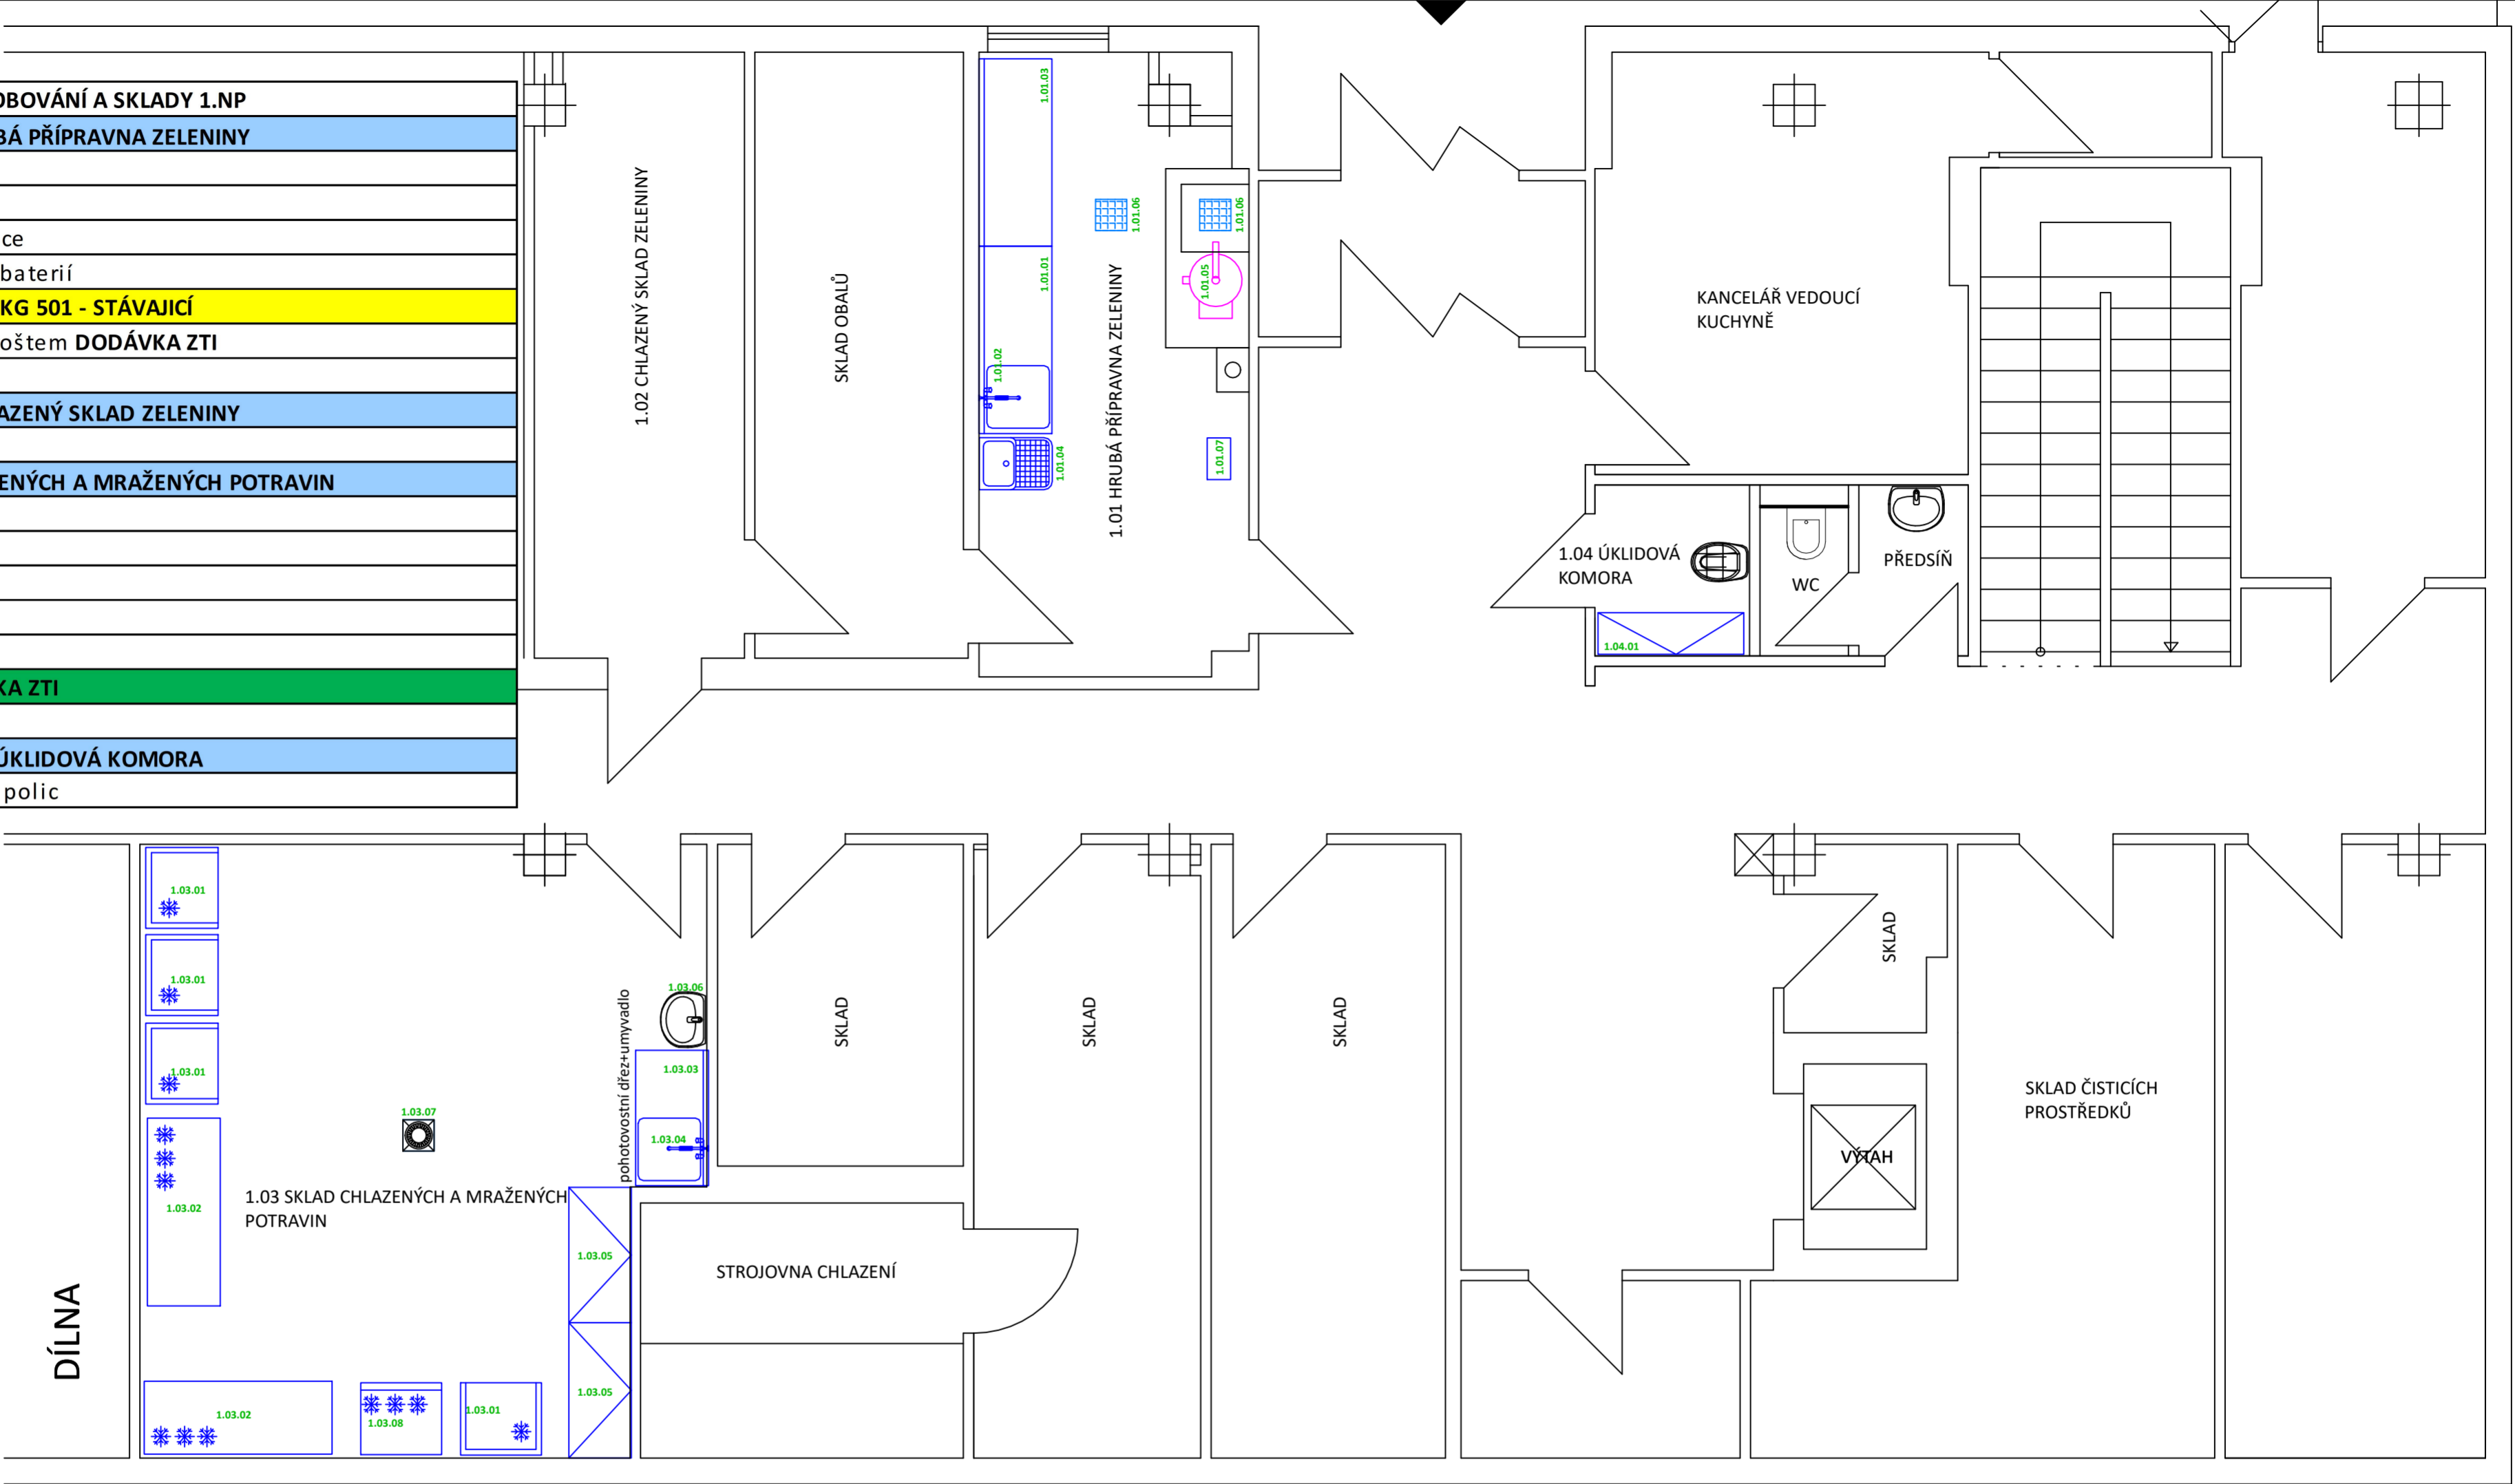 OBOVÁNÍ A SKLADY 1.NP
BÁ PŘÍPRAVNA ZELENINY
ce
baterií
KG 501 - STÁVAJICÍ
oštem DODÁVKA ZTI
AZENÝ SKLAD ZELENINY
ENÝCH A MRAŽENÝCH POTRAVIN
KA ZTI
ÚKLIDOVÁ KOMORA
polic
1.02 CHLAZENÝ SKLAD ZELENINY
SKLAD OBALŮ
1.01.03
1.01.01
1.01.02
1.01.04
1.01 HRUBÁ PŘÍPRAVNA ZELENINY
1.01.06
1.01.06
1.01.05
1.01.07
KANCELÁŘ VEDOUCÍ
KUCHYNĚ
1.04 ÚKLIDOVÁ
KOMORA
1.04.01
WC
PŘEDSÍŇ
DÍLNA
1.03.01
1.03.01
1.03.01
1.03.02
1.03.07
1.03 SKLAD CHLAZENÝCH A MRAŽENÝCH
POTRAVIN
1.03.02
1.03.08
1.03.01
1.03.05
1.03.05
pohotovostní dřez+umyvadlo
1.03.06
1.03.03
1.03.04
SKLAD
STROJOVNA CHLAZENÍ
SKLAD
SKLAD
SKLAD
VÝTAH
SKLAD ČISTICÍCH
PROSTŘEDKŮ